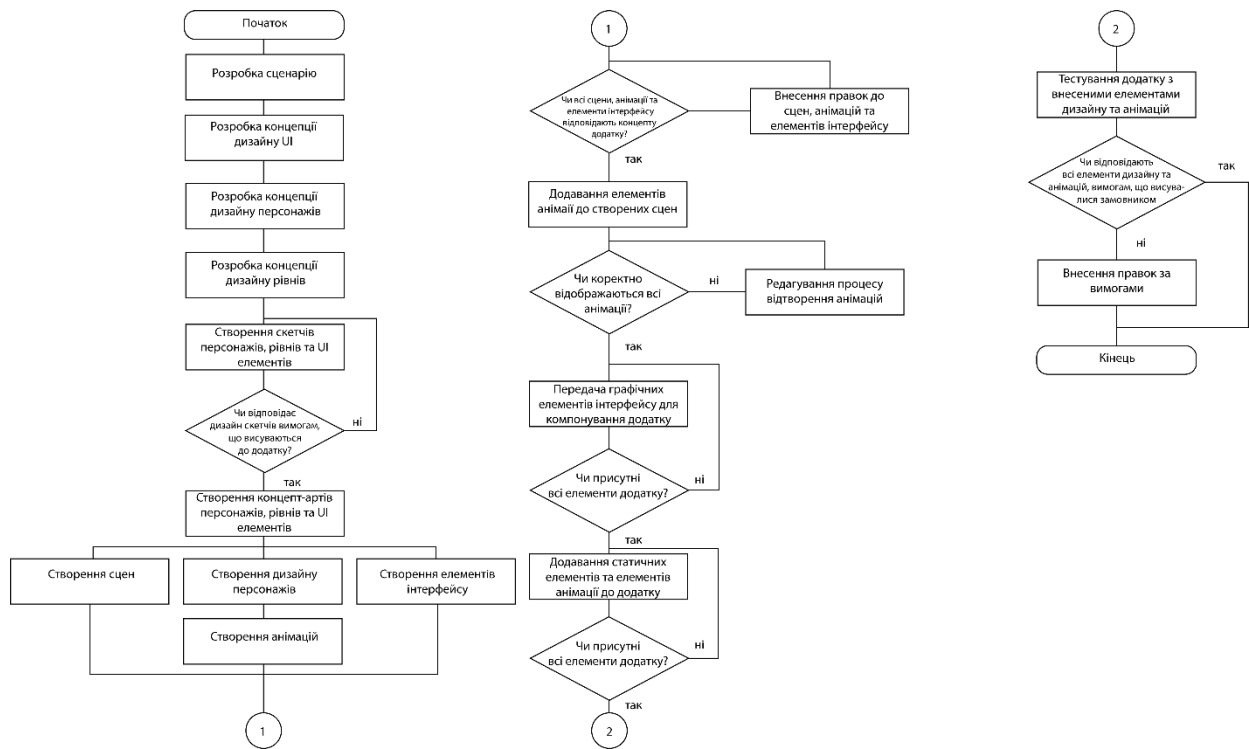 Початок
Розробка сценарію
Розробка концепції
дизайну UI
Розробка концепції
дизайну персонажів
Розробка концепції
дизайну рівнів
Створення скетчів
персонажів, рівнів та UI
елементів
Чи відповідає
дизайн скетчів вимогам,
що висуваються
до додатку?
ні
так
Створення концепт-артів
персонажів, рівнів та UI
елементів
Створення сцен
Створення дизайну
персонажів
Створення елементів
інтерфейсу
Створення анімацій
1
1
Чи всі сцени, анімації та
елементи інтерфейсу
відповідають концепту
додатку?
Внесення правок до
сцен, анімацій та
елементів інтерфейсу
так
Додавання елементів
анімаії до створених сцен
Чи коректно
відображаються всі
анімації?
ні
Редагування процесу
відтворення анімацій
так
Передача графічних
елементів інтерфейсу для
компонування додатку
Чи присутні
всі елементи додатку?
ні
так
Додавання статичних
елементів та елементів
анімації до додатку
Чи присутні
всі елементи додатку?
ні
так
2
2
Тестування додатку з
внесеними елементами
дизайну та анімацій
Чи відповідають
всі елементи дизайну та
анімацій, вимогам, що висува-
лися замовником
так
ні
Внесення правок за
вимогами
Кінець